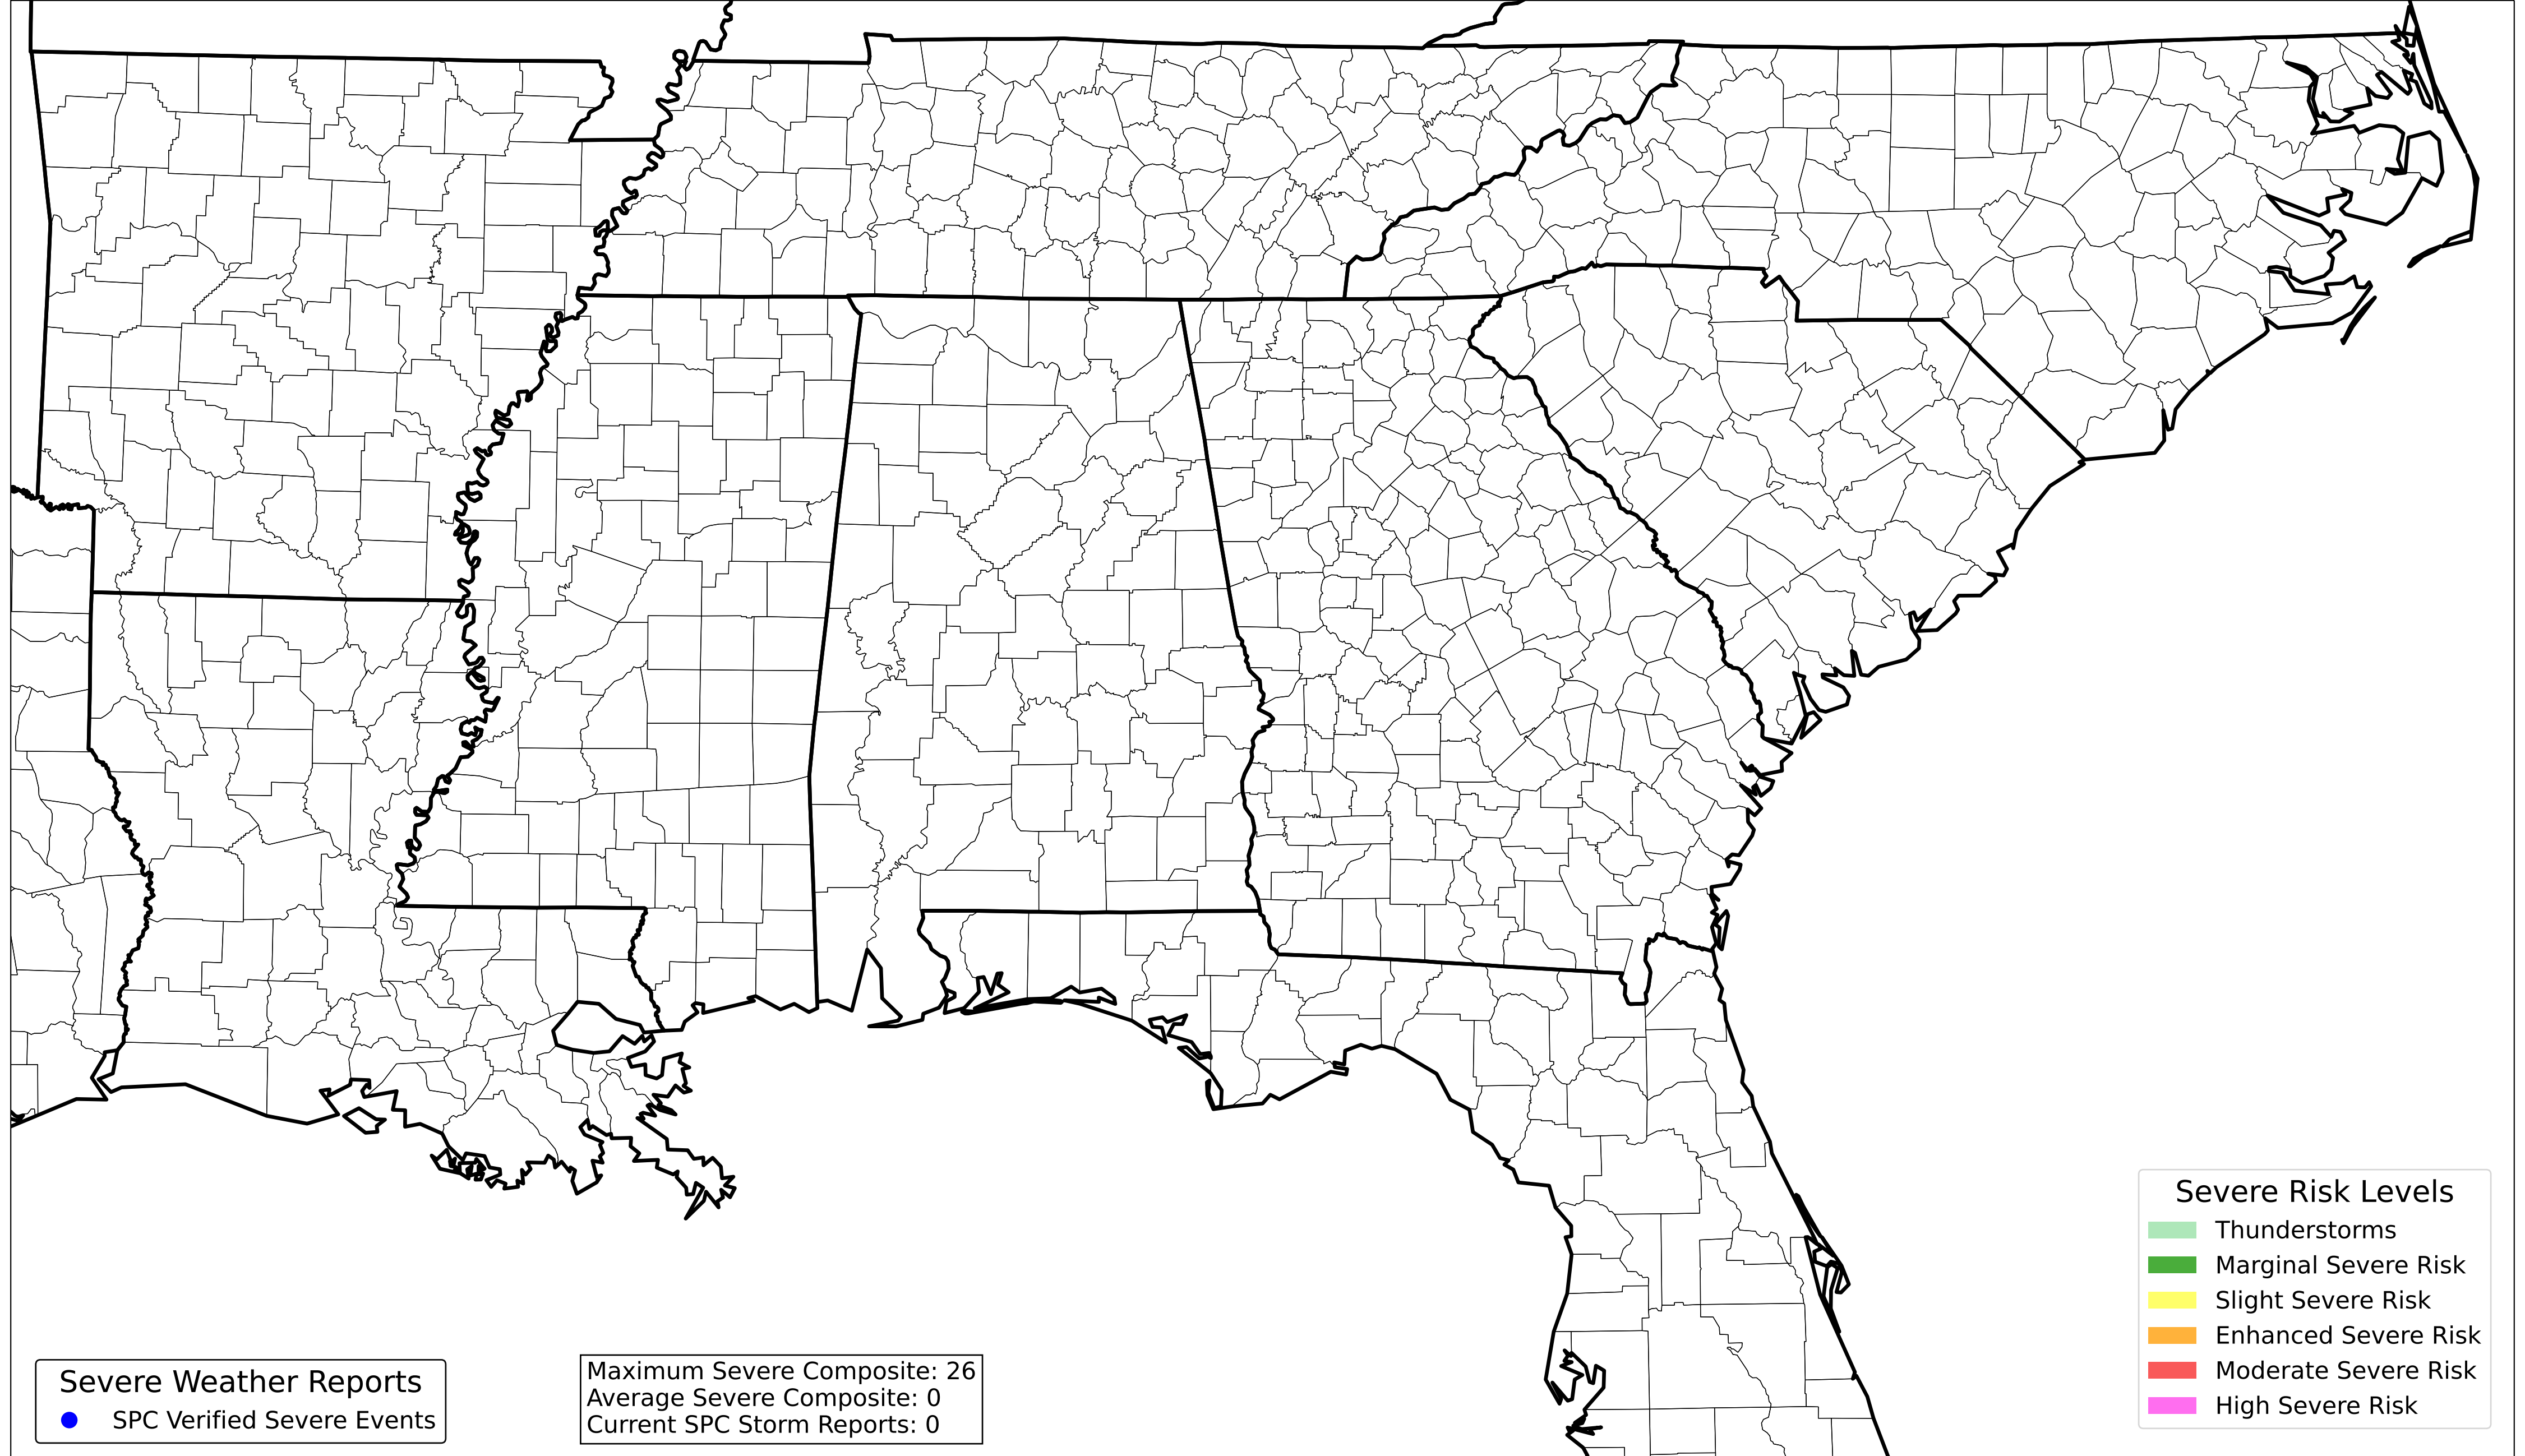 Severe Weather Reports
SPC Verified Severe Events
Maximum Severe Composite: 26
Average Severe Composite: 0
Current SPC Storm Reports: 0
Severe Risk Levels
Thunderstorms
Marginal Severe Risk
Slight Severe Risk
Enhanced Severe Risk
Moderate Severe Risk
High Severe Risk